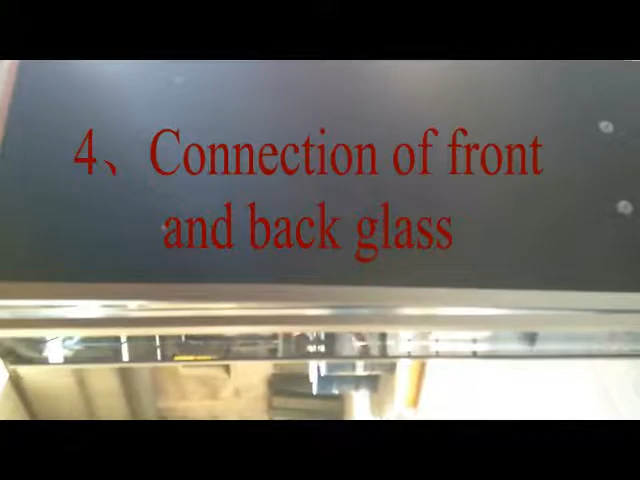 4、Connection of front
and back glass